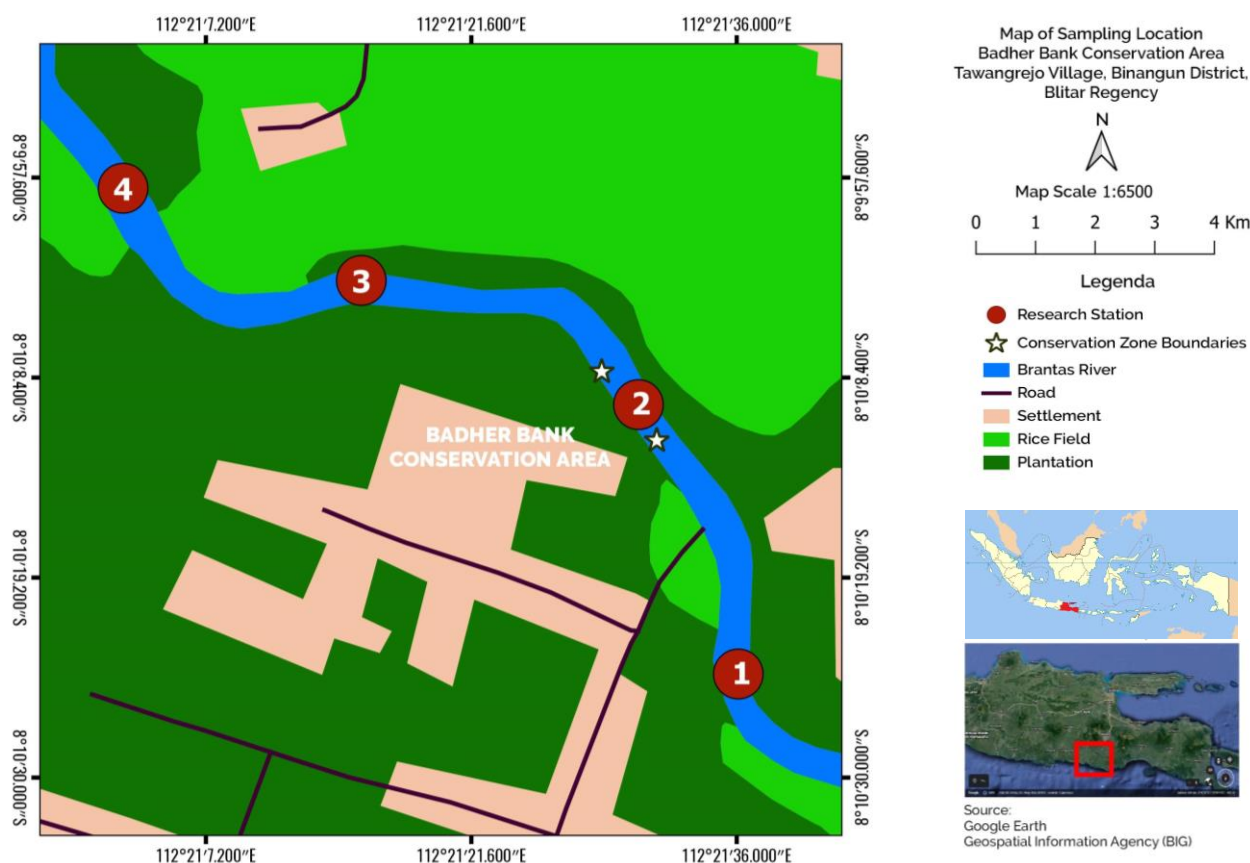 112°21'7.200"E
112°21'21.600"E
112°21'36.000"E
8°9'57.600"S
8°10'8.400"S
8°10'19.200"S
8°10'30.000"S
8°9'57.600"S
8°10'8.400"S
8°10'19.200"S
8°10'30.000"S
4
3
2
BADHER BANK
CONSERVATION AREA
1
112°21'7.200"E
112°21'21.600"E
112°21'36.000"E
Map of Sampling Location
Badher Bank Conservation Area
Tawangrejo Village, Binangun District,
Blitar Regency
N
Map Scale 1:6500
0 1 2 3 4 Km
Legenda
Research Station
Conservation Zone Boundaries
Brantas River
Road
Settlement
Rice Field
Plantation
Source:
Google Earth
Geospatial Information Agency (BIG)